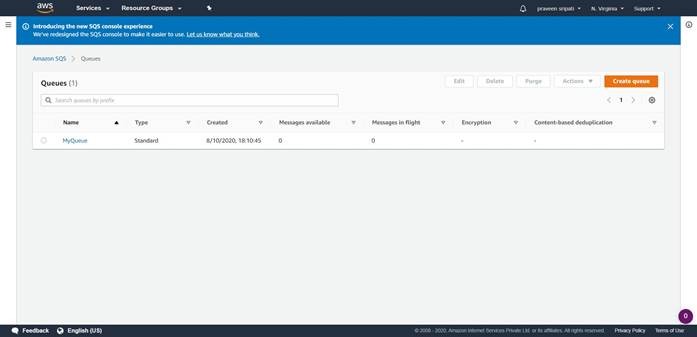 aws Services Resource Groups praveen sripati N. Virginia Support
Introducing the new SQS console experience
We've redesigned the SQS console to make it easier to use. Let us know what you think.
Amazon SQS Queues
Queues (1) Edit Delete Purge Actions Create queue
Search queues by prefix 1
Name Type Created Messages available Messages in flight Encryption Content-based deduplication
MyQueue Standard 8/10/2020, 18:10:45 0 0 - -
0
Feedback English (US) © 2008 - 2020, Amazon Internet Services Private Ltd. or its affiliates. All rights reserved. Privacy Policy Terms of Use